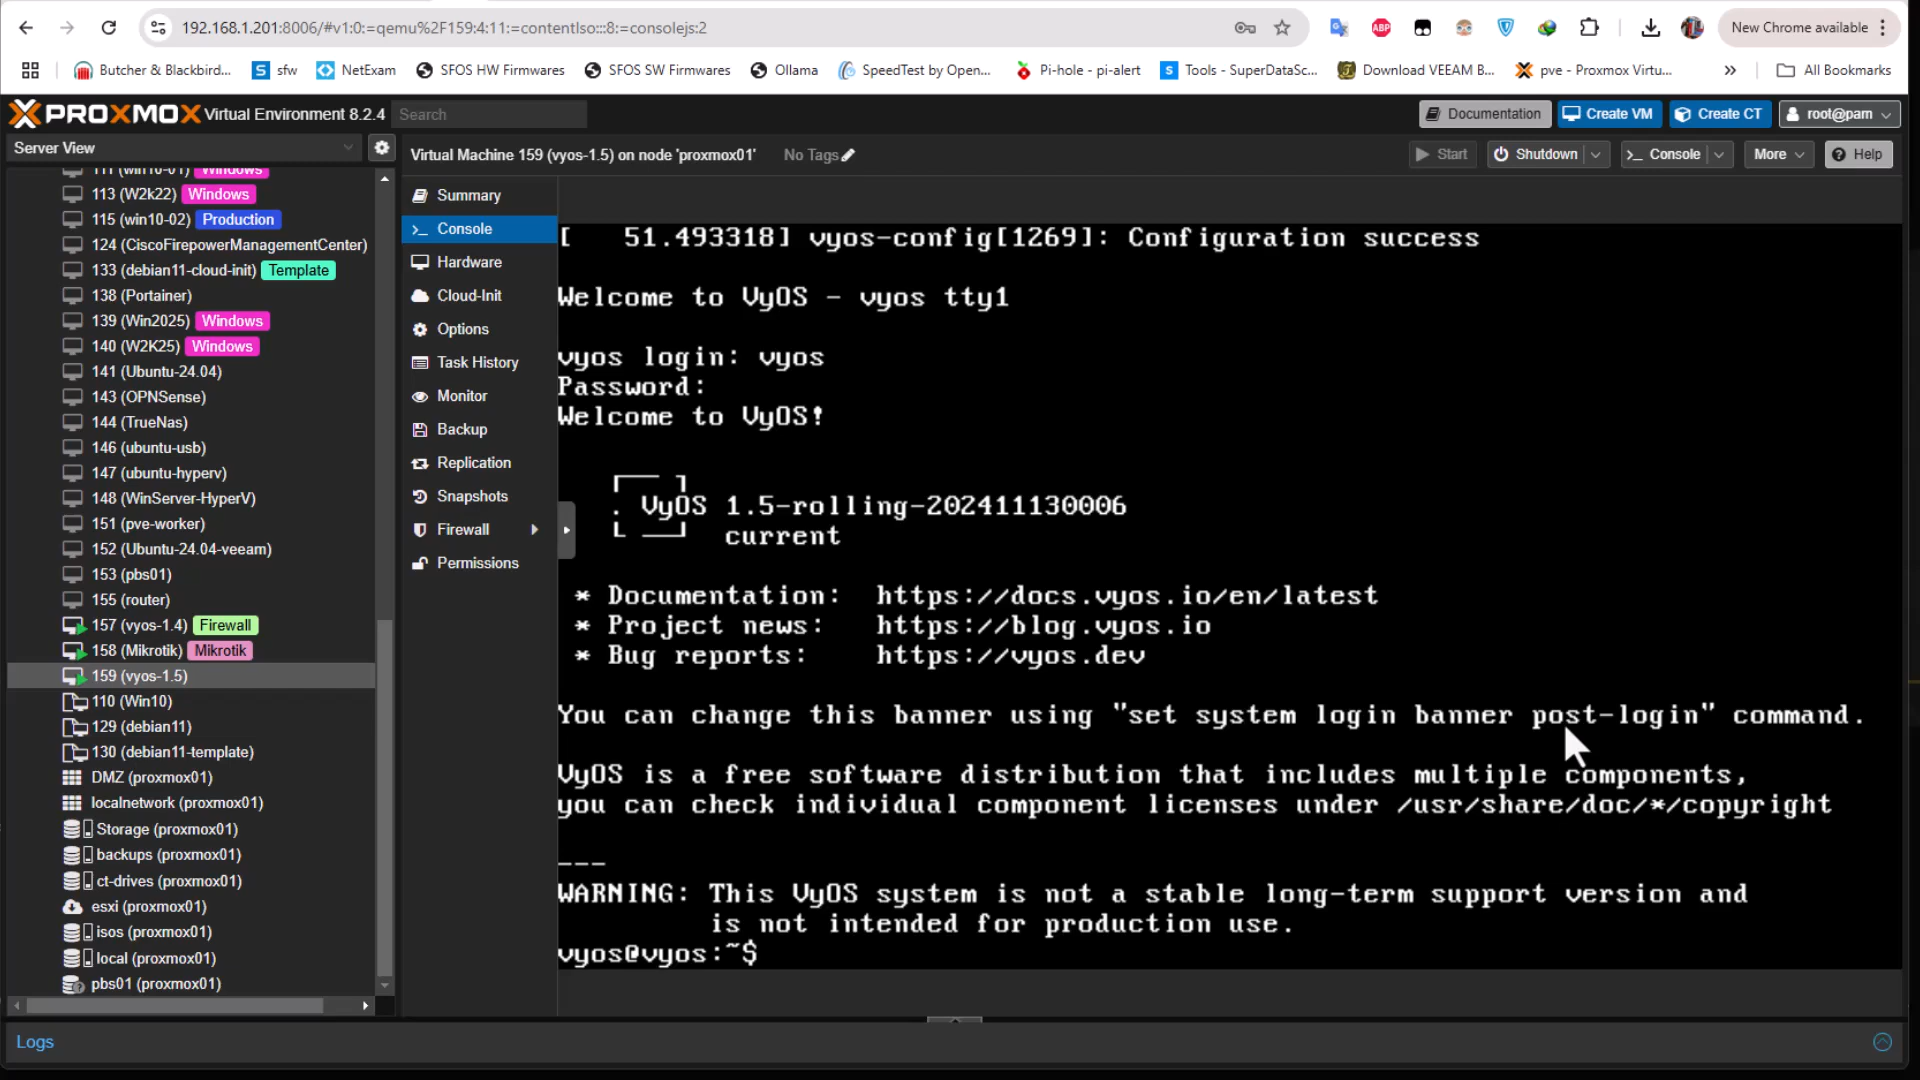 192.168.1.201:8006/#v1:0:=qemu%2F159:4:11:=contentIso:::8:=consolejs:2
New Chrome available
Butcher & Blackbird...
S sfw
NetExam
SFOS HW Firmwares
SFOS SW Firmwares
Ollama
SpeedTest by Open...
Pi-hole - pi-alert
S Tools - SuperDataSc...
Download VEEAM B...
pve - Proxmox Virtu...
All Bookmarks
ABP
PROXMOX Virtual Environment 8.2.4
Search
Documentation
Create VM
Create CT
root@pam
Server View
Virtual Machine 159 (vyos-1.5) on node 'proxmox01'
No Tags
Start
Shutdown
Console
More
Help
111 (win10-01) Windows
113 (W2k22) Windows
115 (win10-02) Production
124 (CiscoFirepowerManagementCenter)
133 (debian11-cloud-init) Template
138 (Portainer)
139 (Win2025) Windows
140 (W2K25) Windows
141 (Ubuntu-24.04)
143 (OPNSense)
144 (TrueNas)
146 (ubuntu-usb)
147 (ubuntu-hyperv)
148 (WinServer-HyperV)
151 (pve-worker)
152 (Ubuntu-24.04-veeam)
153 (pbs01)
155 (router)
157 (vyos-1.4) Firewall
158 (Mikrotik) Mikrotik
159 (vyos-1.5)
110 (Win10)
129 (debian11)
130 (debian11-template)
DMZ (proxmox01)
localnetwork (proxmox01)
Storage (proxmox01)
backups (proxmox01)
ct-drives (proxmox01)
esxi (proxmox01)
isos (proxmox01)
local (proxmox01)
pbs01 (proxmox01)
Summary
Console
Hardware
Cloud-Init
Options
Task History
Monitor
Backup
Replication
Snapshots
Firewall
Permissions
[   51.493318] vyos-config[1269]: Configuration success
Welcome to VyOS - vyos tty1
vyos login: vyos
Password:
Welcome to VyOS!
. VyOS 1.5-rolling-202411130006
current
* Documentation:  https://docs.vyos.io/en/latest
* Project news:   https://blog.vyos.io
* Bug reports:    https://vyos.dev
You can change this banner using "set system login banner post-login" command.
VyOS is a free software distribution that includes multiple components,
you can check individual component licenses under /usr/share/doc/*/copyright
---
WARNING: This VyOS system is not a stable long-term support version and
is not intended for production use.
vyos@vyos:~$
Logs